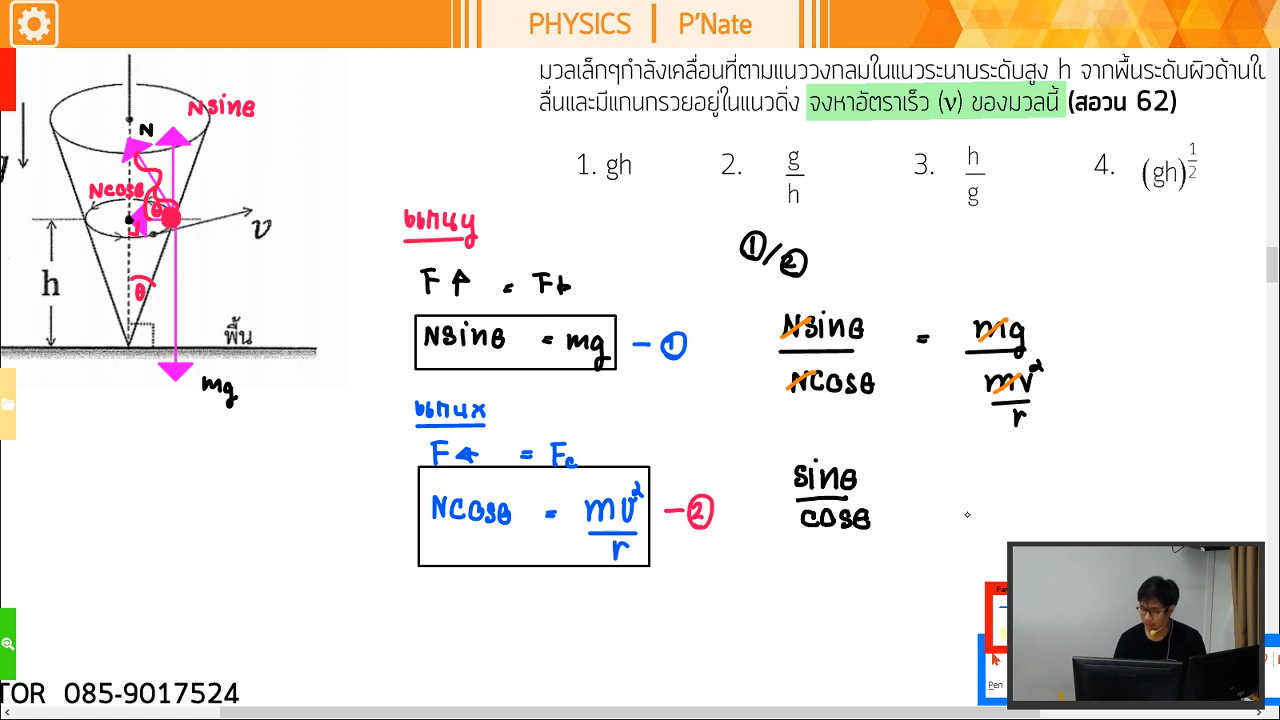 PHYSICS | P'Nate
มวลเล็กๆกำลังเคลื่อนที่ตามแนววงกลมในแนวระนาบระดับสูง h จากพื้นระดับผิวด้านใ
ลื่นและมีแกนกรวยอยู่ในแนวดิ่ง จงหาอัตราเร็ว (v) ของมวลนี้ (สอวน 62)
1. gh 2. g/h 3. h/g 4. (gh)^1/2
Nsinθ
N
Ncosθ
θ
v
r
h
θ
พื้น
mg
แกนy
F↑ = F↓
Nsinθ = mg — ①
แกนx
F← = Fc
Ncosθ = mv²/r — ②
①/②
Nsinθ/Ncosθ = mg/(mv²/r)
sinθ/cosθ
TOR 085-9017524
Pen